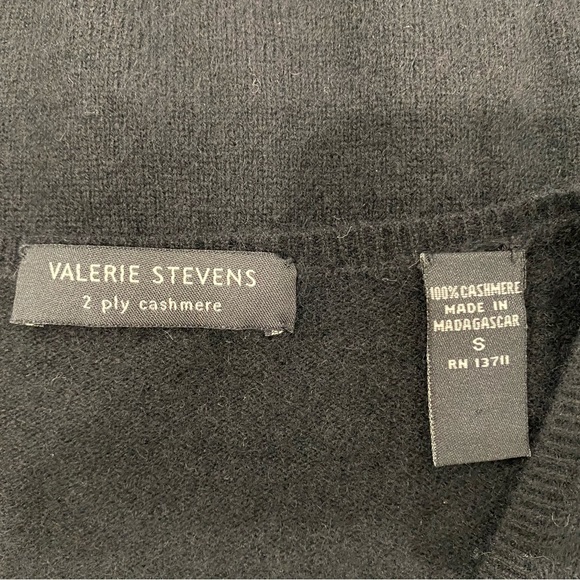 VALERIE STEVENS
2 ply cashmere
100% CASHMERE
MADE IN
MADAGASCAR
S
RN 13711